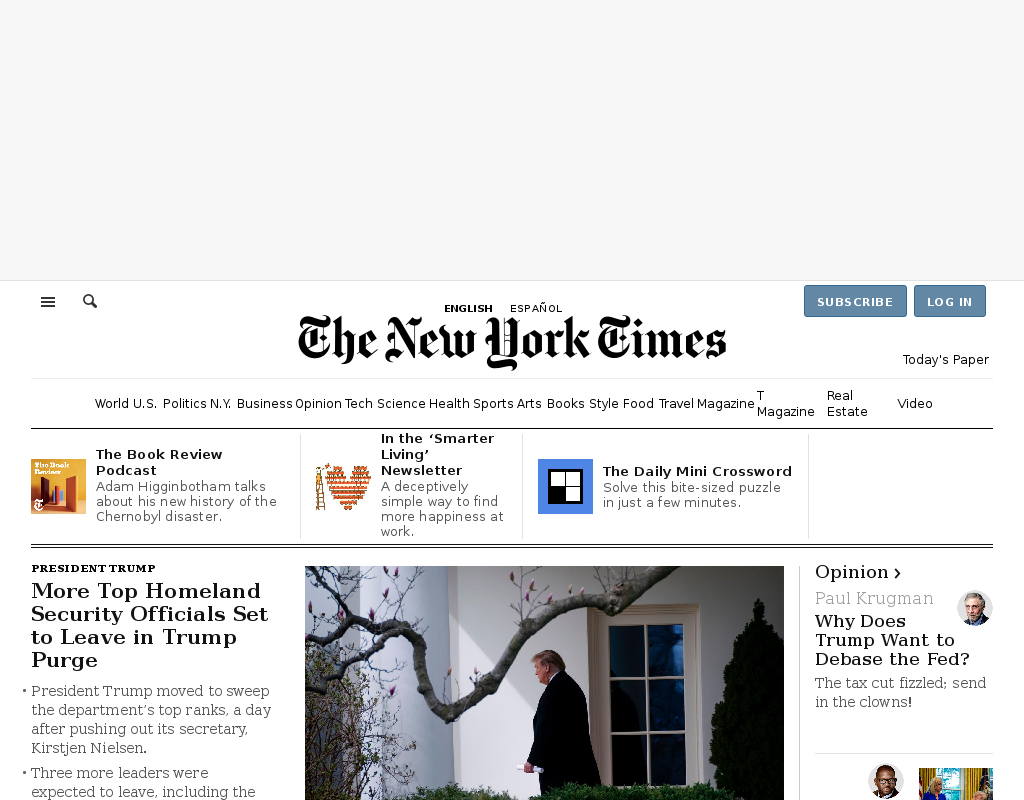 SUBSCRIBE
LOG IN
ENGLISH ESPAÑOL
The New York Times
Today's Paper
World U.S. Politics N.Y. Business Opinion Tech Science Health Sports Arts Books Style Food Travel Magazine T Magazine Real Estate Video
The Book Review
The Book Review
Podcast
Adam Higginbotham talks
about his new history of the
Chernobyl disaster.
In the ‘Smarter
Living’
Newsletter
A deceptively
simple way to find
more happiness at
work.
The Daily Mini Crossword
Solve this bite-sized puzzle
in just a few minutes.
PRESIDENT TRUMP
More Top Homeland
Security Officials Set
to Leave in Trump
Purge
• President Trump moved to sweep
the department’s top ranks, a day
after pushing out its secretary,
Kirstjen Nielsen.
• Three more leaders were
expected to leave, including the
Opinion ›
Paul Krugman
Why Does
Trump Want to
Debase the Fed?
The tax cut fizzled; send
in the clowns!